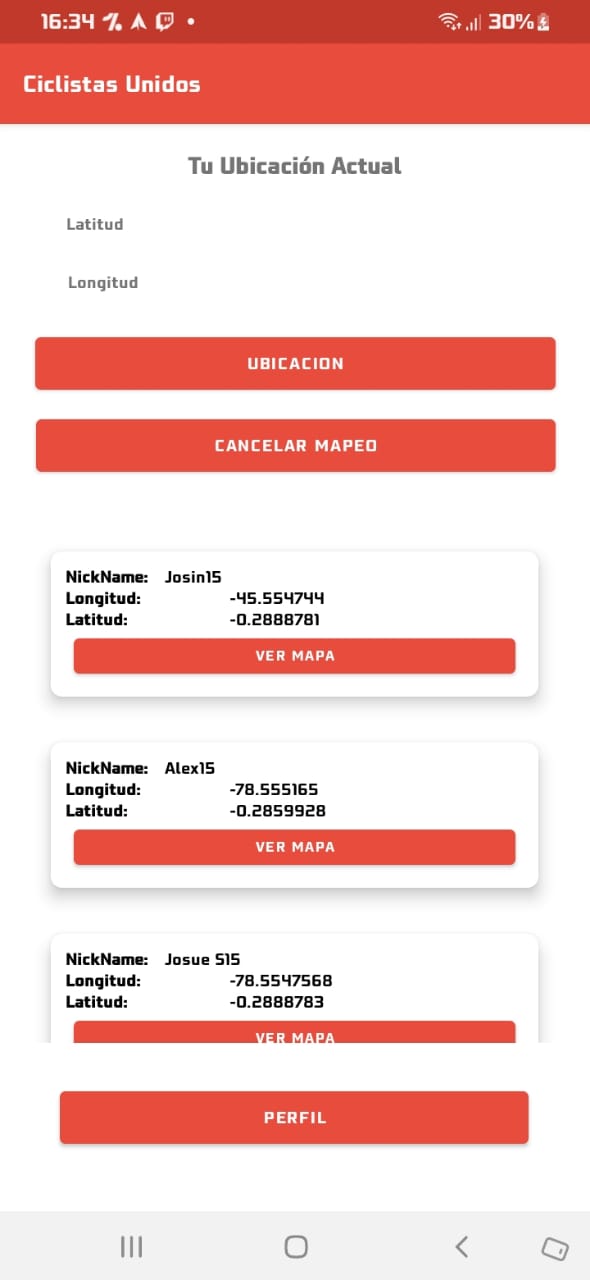 16:34 30%
Ciclistas Unidos
Tu Ubicación Actual
Latitud
Longitud
UBICACION
CANCELAR MAPEO
NickName: Josin15
Longitud: -45.554744
Latitud: -0.2888781
VER MAPA
NickName: Alex15
Longitud: -78.555165
Latitud: -0.2859928
VER MAPA
NickName: Josue S15
Longitud: -78.5547568
Latitud: -0.2888783
VER MAPA
PERFIL